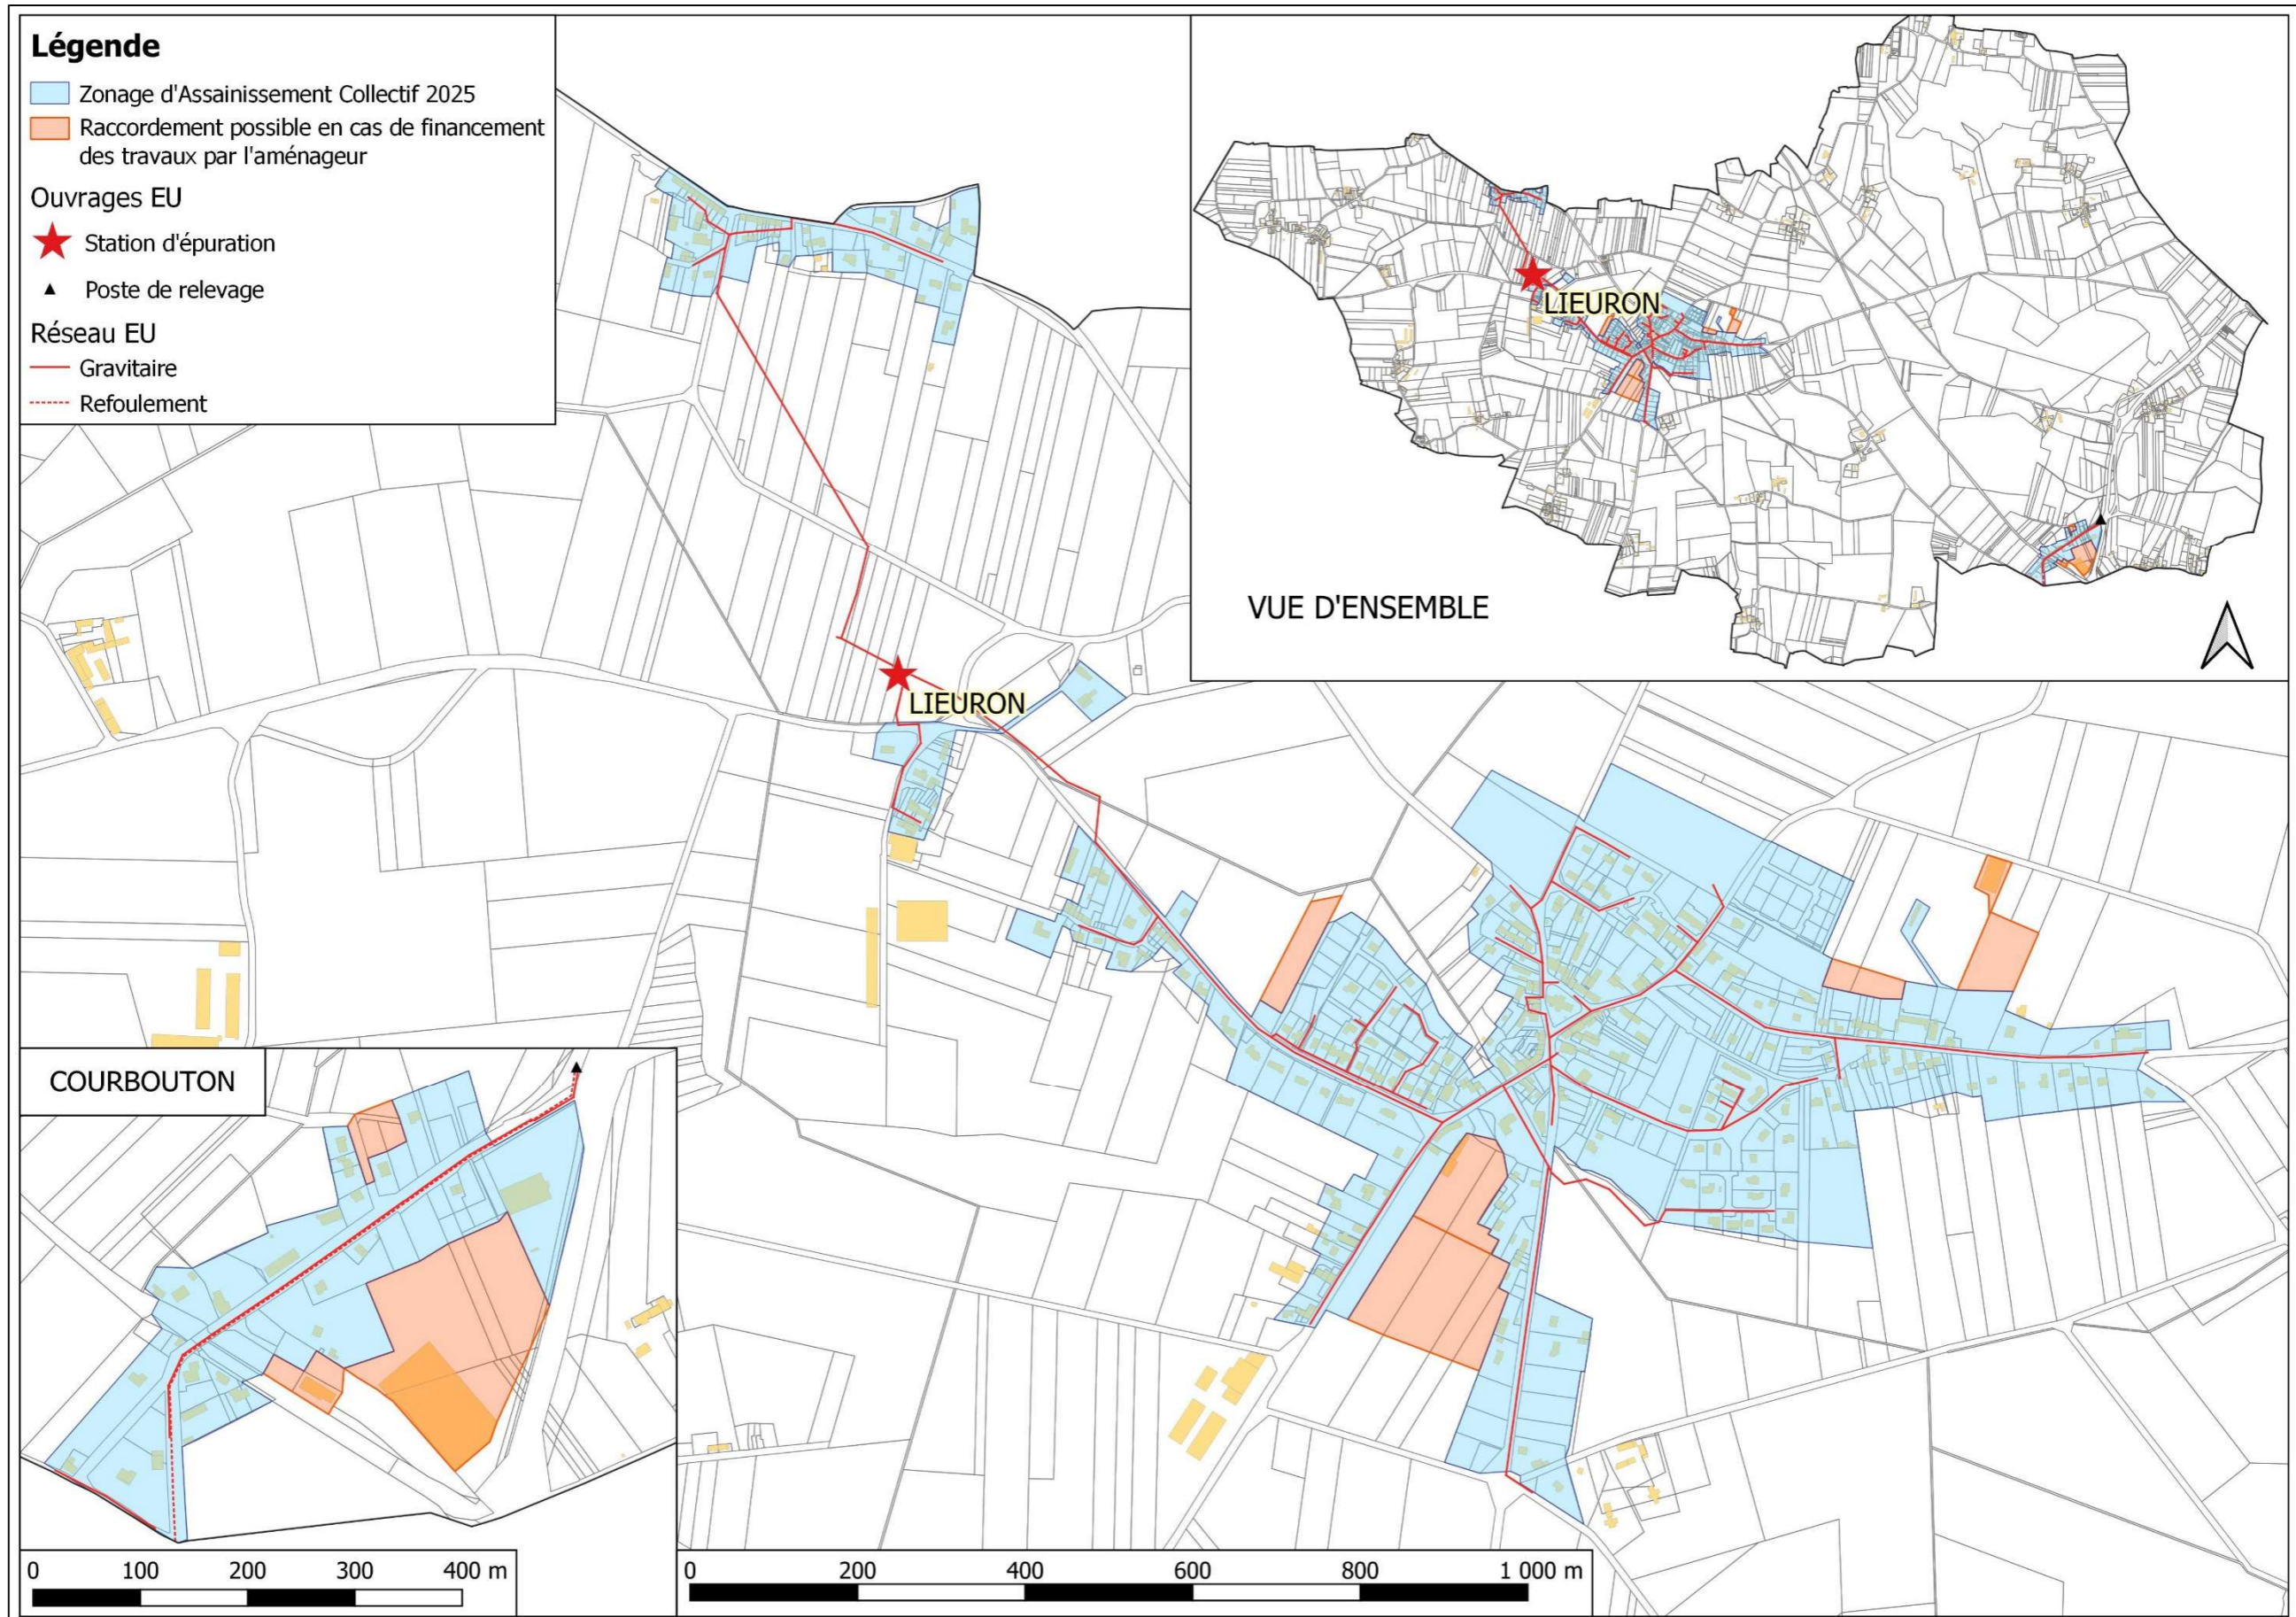 Légende
Zonage d'Assainissement Collectif 2025
Raccordement possible en cas de financement
des travaux par l'aménageur
Ouvrages EU
Station d'épuration
Poste de relevage
Réseau EU
Gravitaire
Refoulement
LIEURON
VUE D'ENSEMBLE
LIEURON
COURBOUTON
0 100 200 300 400 m
0 200 400 600 800 1 000 m